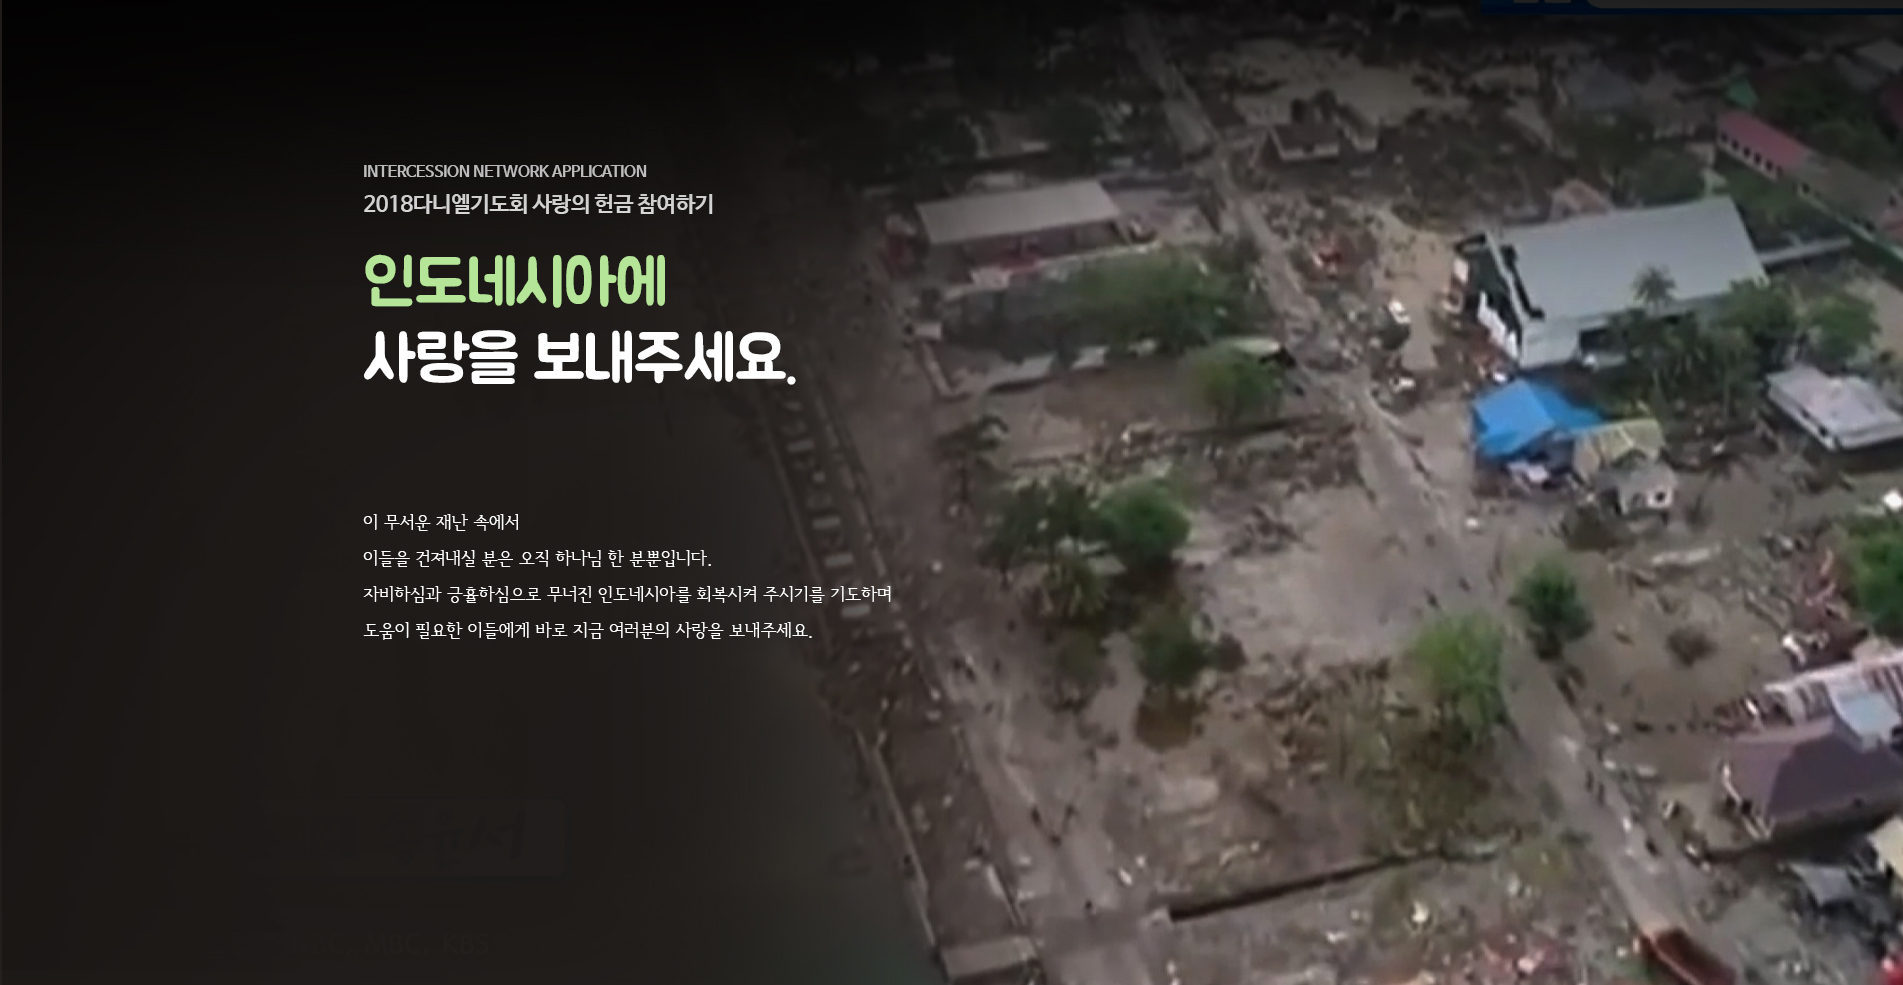 INTERCESSION NETWORK APPLICATION
2018다니엘기도회 사랑의 헌금 참여하기
인도네시아에
사랑을 보내주세요.
이 무서운 재난 속에서
이들을 건져내실 분은 오직 하나님 한 분뿐입니다.
자비하심과 긍휼하심으로 무너진 인도네시아를 회복시켜 주시기를 기도하며
도움이 필요한 이들에게 바로 지금 여러분의 사랑을 보내주세요.
MBC, KBS